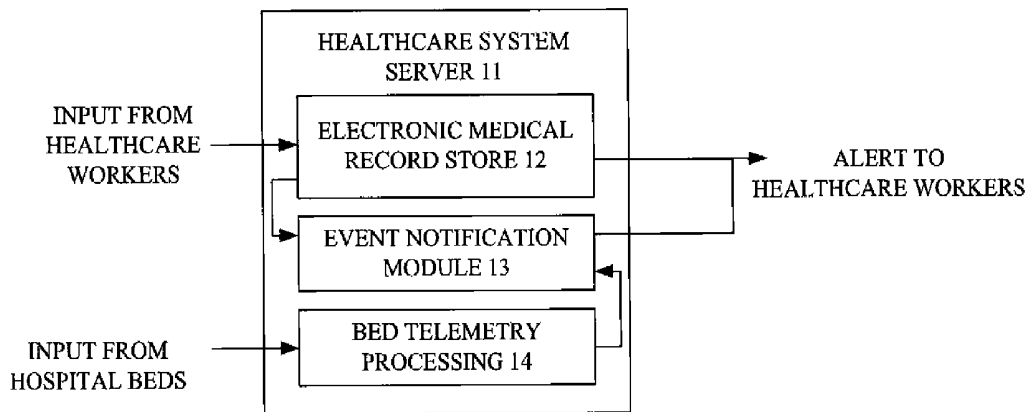 HEALTHCARE SYSTEM
SERVER 11
INPUT FROM
HEALTHCARE
WORKERS
ELECTRONIC MEDICAL
RECORD STORE 12
ALERT TO
HEALTHCARE WORKERS
EVENT NOTIFICATION
MODULE 13
INPUT FROM
HOSPITAL BEDS
BED TELEMETRY
PROCESSING 14